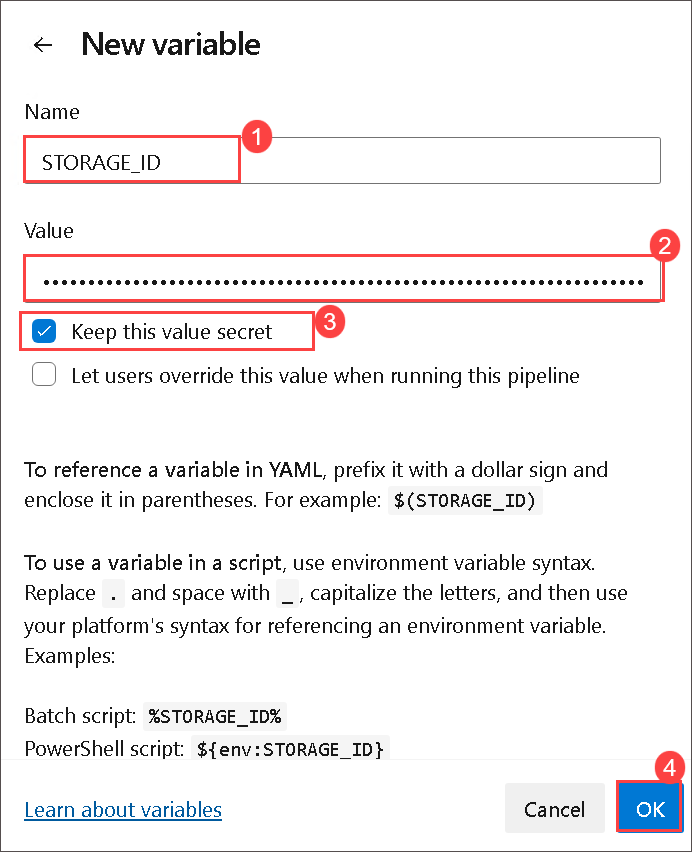 ← New variable
Name
1
STORAGE_ID
Value
2
••••••••••••••••••••••••••••••••••••••••••••••••••••••••••••••••••
3
Keep this value secret
Let users override this value when running this pipeline
To reference a variable in YAML, prefix it with a dollar sign and
enclose it in parentheses. For example: $(STORAGE_ID)
To use a variable in a script, use environment variable syntax.
Replace . and space with _ , capitalize the letters, and then use
your platform's syntax for referencing an environment variable.
Examples:
Batch script: %STORAGE_ID%
PowerShell script: ${env:STORAGE_ID}
4
Learn about variables
Cancel
OK